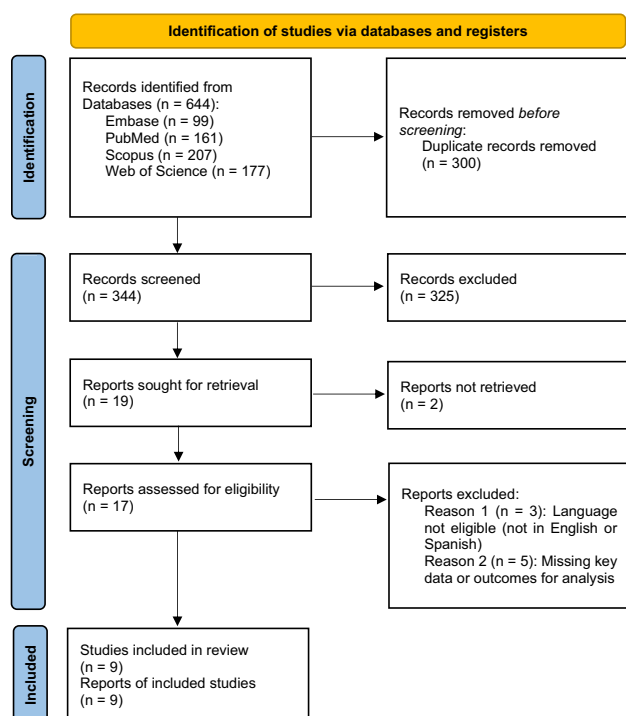 Identification of studies via databases and registers
Identification
Records identified from
Databases (n = 644):
Embase (n = 99)
PubMed (n = 161)
Scopus (n = 207)
Web of Science (n = 177)
Records removed before
screening:
Duplicate records removed
(n = 300)
Screening
Records screened
(n = 344)
Records excluded
(n = 325)
Reports sought for retrieval
(n = 19)
Reports not retrieved
(n = 2)
Reports assessed for eligibility
(n = 17)
Reports excluded:
Reason 1 (n = 3): Language
not eligible (not in English or
Spanish)
Reason 2 (n = 5): Missing key
data or outcomes for analysis
Included
Studies included in review
(n = 9)
Reports of included studies
(n = 9)